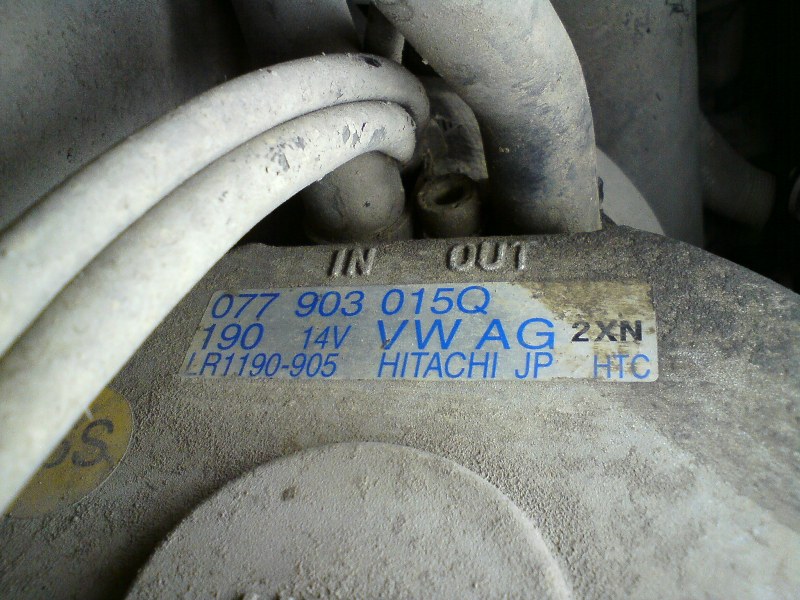 IN OUT
077 903 015Q
190 14V VW AG 2XN
LR1190-905 HITACHI JP HTC